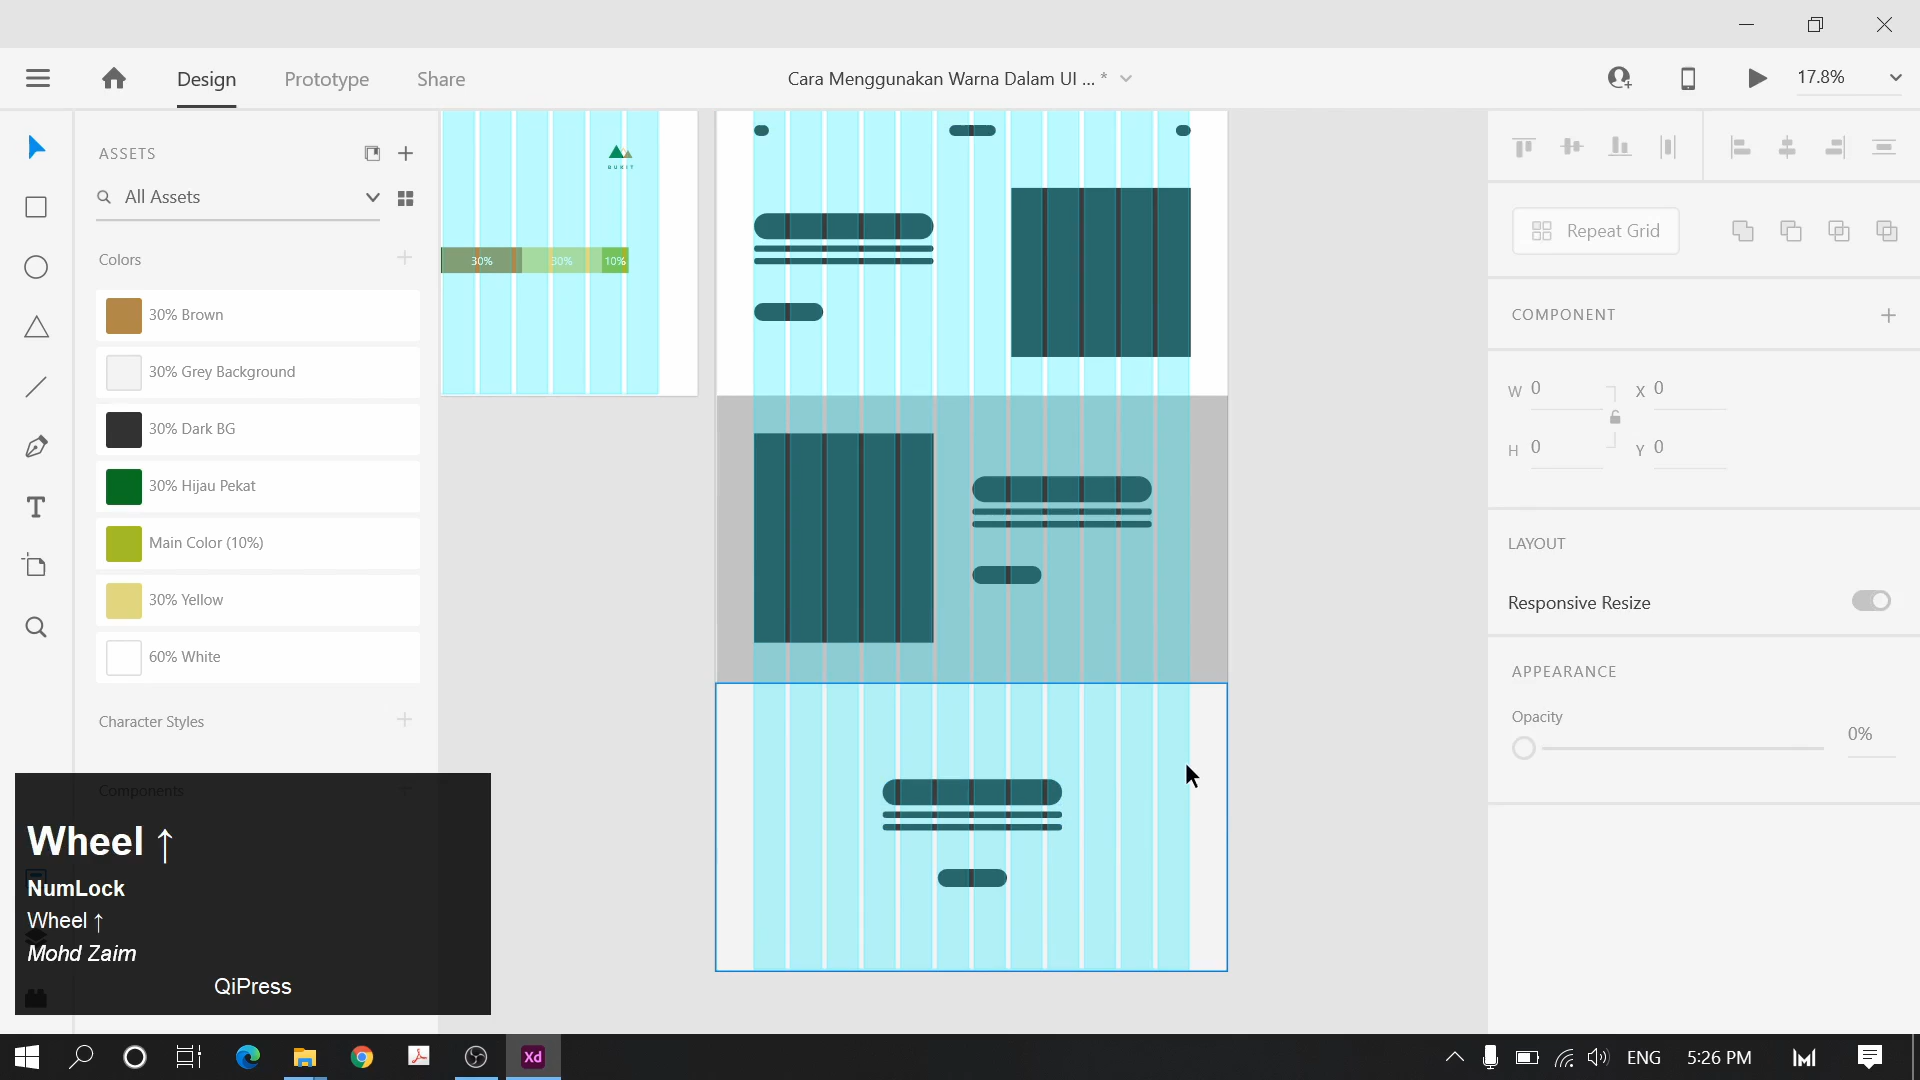 Design
Prototype
Share
Cara Menggunakan Warna Dalam UI ... *
17.8%
ASSETS
All Assets
Colors
30% Brown
30% Grey Background
30% Dark BG
30% Hijau Pekat
Main Color (10%)
30% Yellow
60% White
Character Styles
Components
BUKIT
30%
30%
10%
Repeat Grid
COMPONENT
W 0
X 0
H 0
Y 0
LAYOUT
Responsive Resize
APPEARANCE
Opacity
0%
Wheel ↑
NumLock
Wheel ↑
Mohd Zaim
QiPress
Xd
ENG
5:26 PM